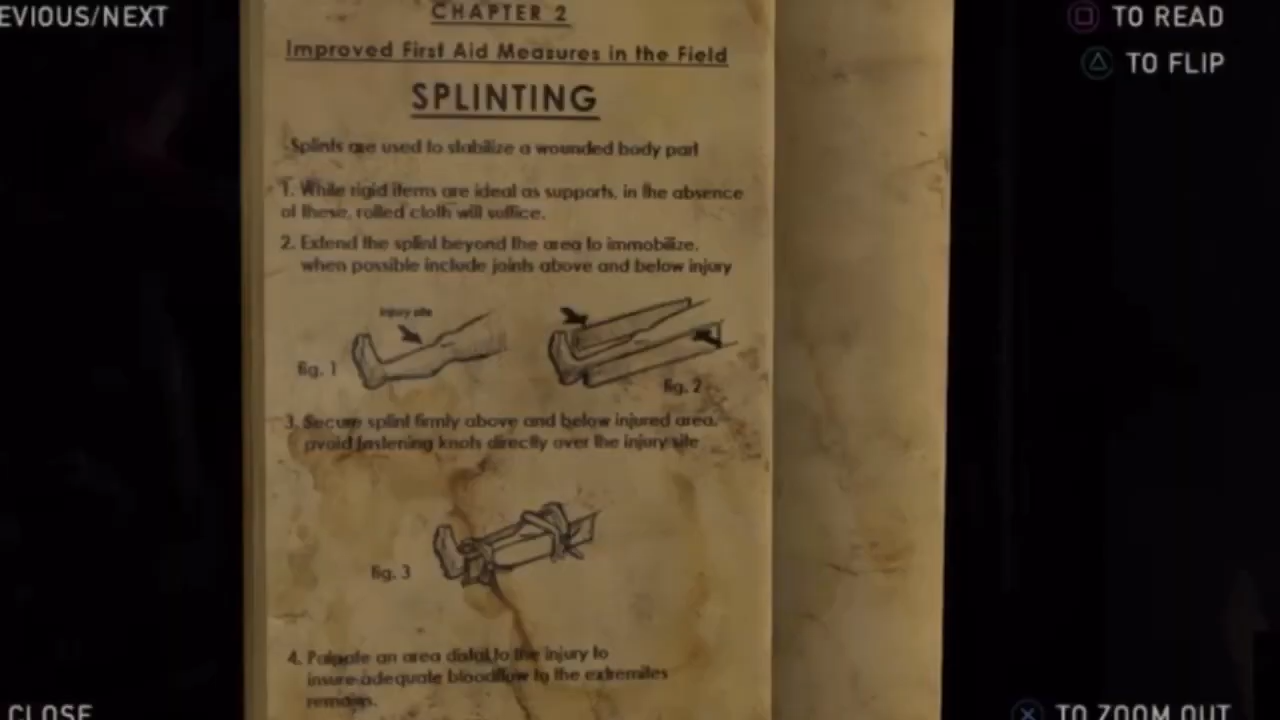 EVIOUS/NEXT
TO READ
TO FLIP
CHAPTER 2
Improved First Aid Measures in the Field
SPLINTING
Splints are used to stabilize a wounded body part
1. While rigid items are ideal as supports, in the absence
of these, rolled cloth will suffice.
2. Extend the splint beyond the area to immobilize,
when possible include joints above and below injury
Injury site
fig. 1
fig. 2
3. Secure splint firmly above and below injured area,
avoid fastening knots directly over the injury site
fig. 3
4. Palpate an area distal to the injury to
insure adequate bloodflow to the extremites
remains.
CLOSE
TO ZOOM OUT